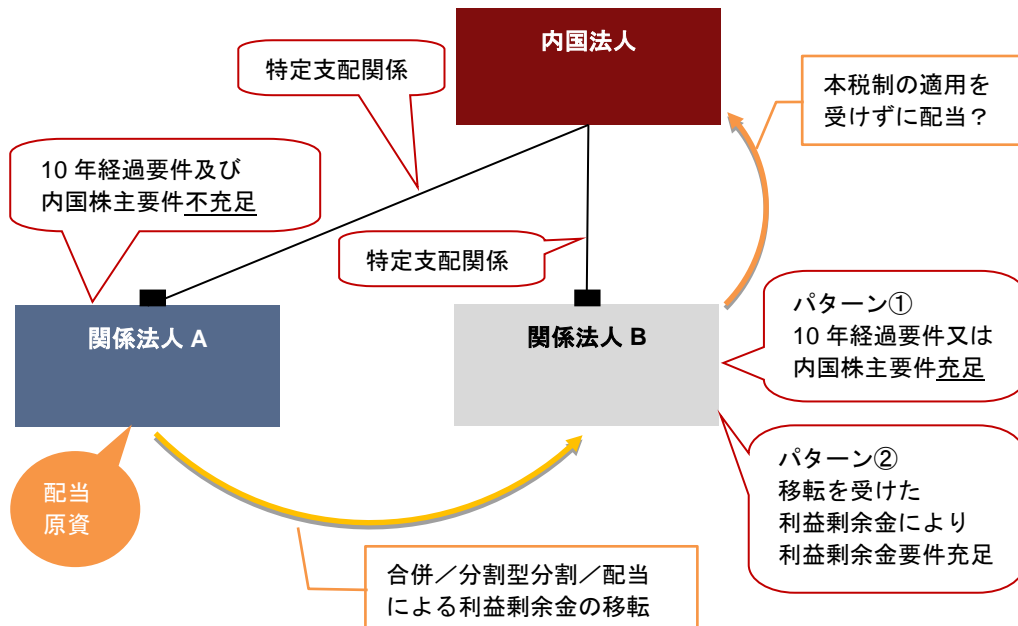 内国法人
特定支配関係
本税制の適用を
受けずに配当？
10 年経過要件及び
内国株主要件不充足
特定支配関係
関係法人 A
関係法人 B
パターン①
10 年経過要件又は
内国株主要件充足
パターン②
移転を受けた
利益剰余金により
利益剰余金要件充足
配当
原資
合併／分割型分割／配当
による利益剰余金の移転